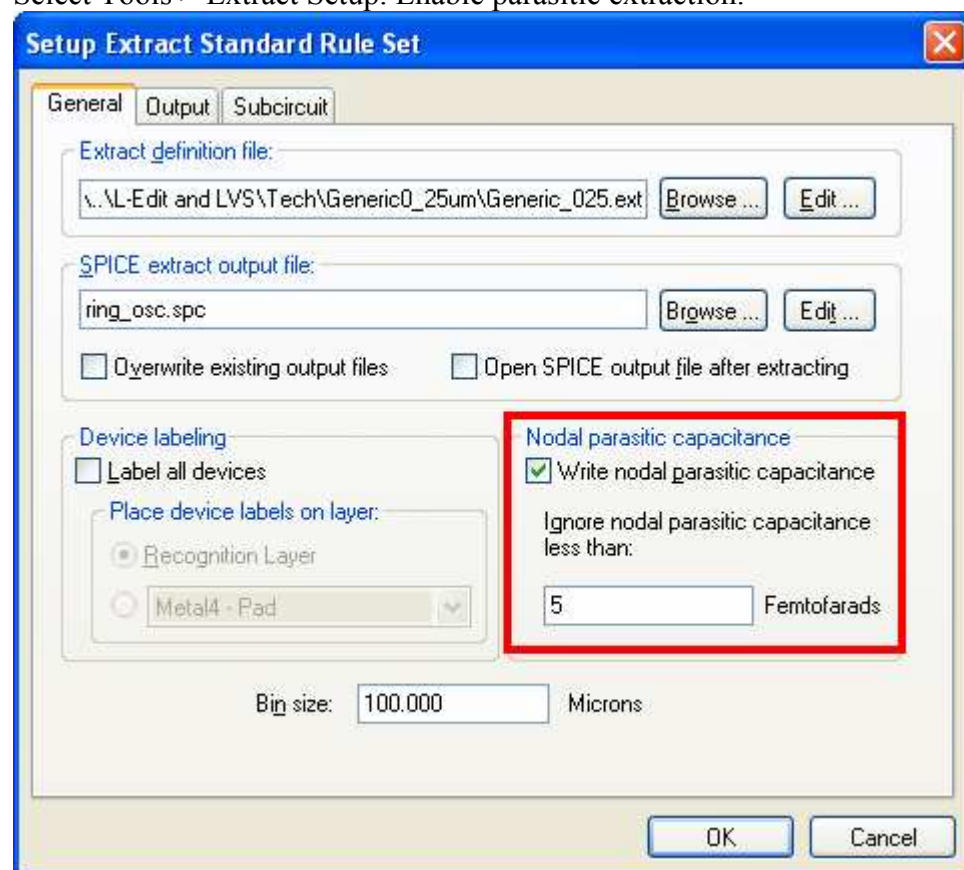 Select Tools> Extract Setup. Enable parasitic extraction.
Setup Extract Standard Rule Set
General Output Subcircuit
Extract definition file:
\..\L-Edit and LVS\Tech\Generic0_25um\Generic_025.ext Browse ... Edit ...
SPICE extract output file:
ring_osc.spc Browse ... Edit ...
Overwrite existing output files Open SPICE output file after extracting
Device labeling
Label all devices
Place device labels on layer:
Recognition Layer
Metal4 - Pad
Nodal parasitic capacitance
Write nodal parasitic capacitance
Ignore nodal parasitic capacitance
less than:
5 Femtofarads
Bin size: 100.000 Microns
OK Cancel